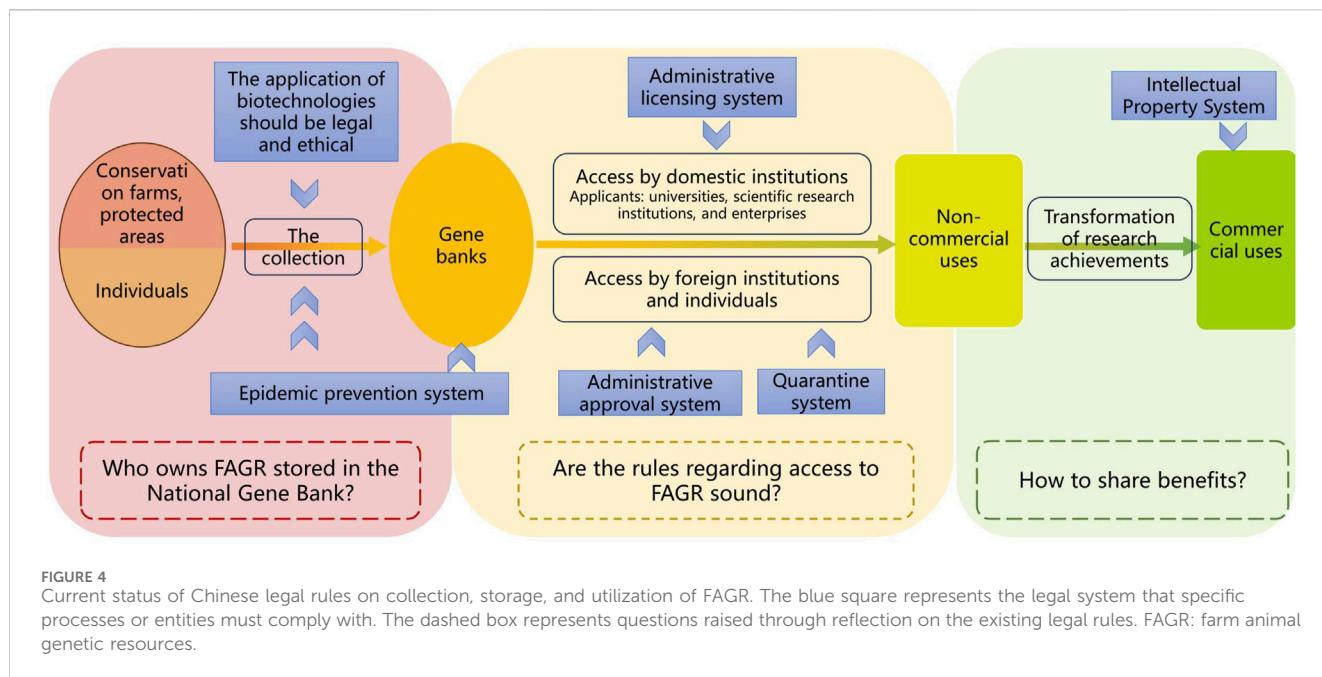 The application of
biotechnologies
should be legal
and ethical
Administrative
licensing system
Intellectual
Property System
Conservati
on farms,
protected
areas
Individuals
The
collection
Gene
banks
Access by domestic institutions
Applicants: universities, scientific research
institutions, and enterprises
Access by foreign institutions
and individuals
Non-
commercial
uses
Transformation
of research
achievements
Commer
cial uses
Epidemic prevention system
Administrative
approval system
Quarantine
system
Who owns FAGR stored in the
National Gene Bank?
Are the rules regarding access to
FAGR sound?
How to share benefits?
FIGURE 4
Current status of Chinese legal rules on collection, storage, and utilization of FAGR. The blue square represents the legal system that specific
processes or entities must comply with. The dashed box represents questions raised through reflection on the existing legal rules. FAGR: farm animal
genetic resources.